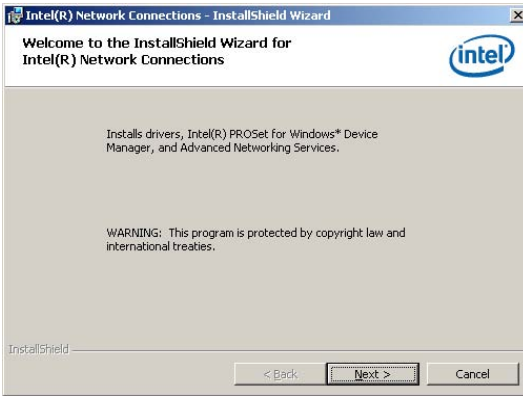 Intel(R) Network Connections - InstallShield Wizard
Welcome to the InstallShield Wizard for
Intel(R) Network Connections
intel
Installs drivers, Intel(R) PROSet for Windows* Device
Manager, and Advanced Networking Services.
WARNING: This program is protected by copyright law and
international treaties.
InstallShield
< Back
Next >
Cancel